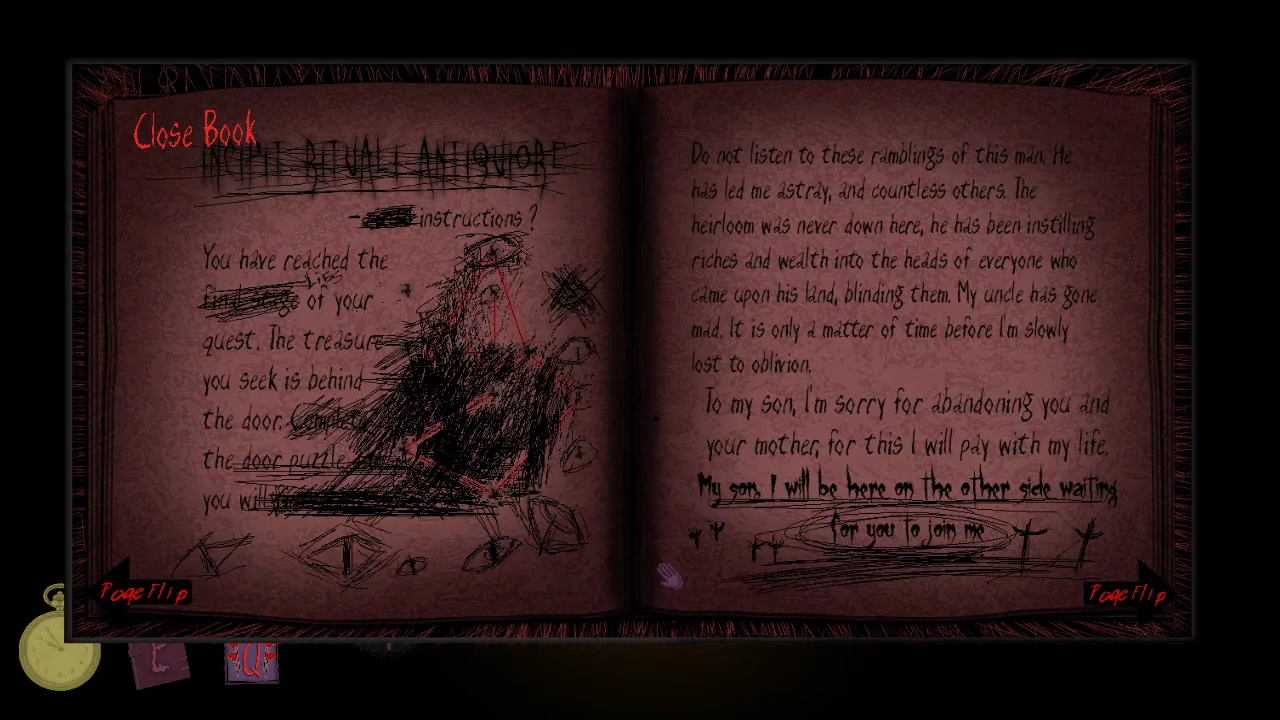 Close Book
INCIPIT RITUALI ANTIQUIORE
- instructions?
You have reached the
lies
final stage of your
quest. The treasure
you seek is behind
the door. Complete
the door puzzle
you will
Page Flip
Do not listen to these ramblings of this man. He
has led me astray, and countless others. The
heirloom was never down here, he has been instilling
riches and wealth into the heads of everyone who
came upon his land, blinding them. My uncle has gone
mad. It is only a matter of time before I'm slowly
lost to oblivion.
To my son, I'm sorry for abandoning you and
your mother, for this I will pay with my life.
My son, I will be here on the other side waiting
for you to join me
Page Flip
E
Q